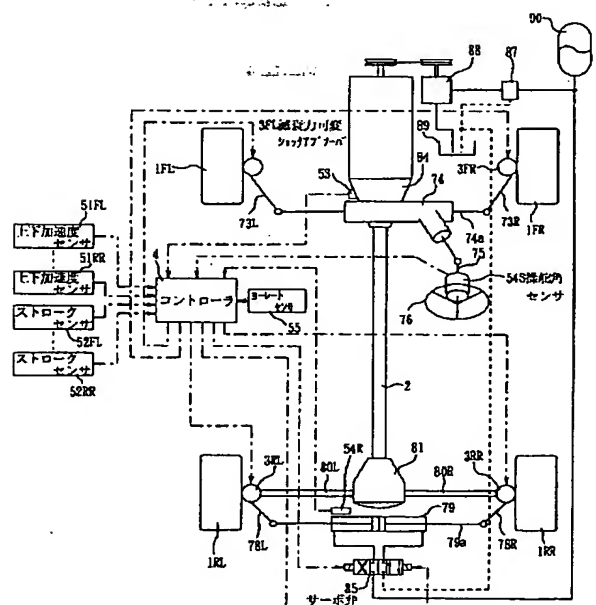 90
88
87
3FL減衰力可変
ショックアブソーバ
89
1FL
3FR
53
84
74
51FL
上下加速度
センサ
73L
73R
74a
1FR
75
上下加速度
センサ
51RR
4
コントローラ
ヨーレート
センサ
55
54S操舵角
センサ
76
ストローク
センサ
52FL
ストローク
センサ
52RR
2
81
54R
3RL
80L
80R
3RR
79
78L
79a
78R
1RL
1RR
85
サーボ弁